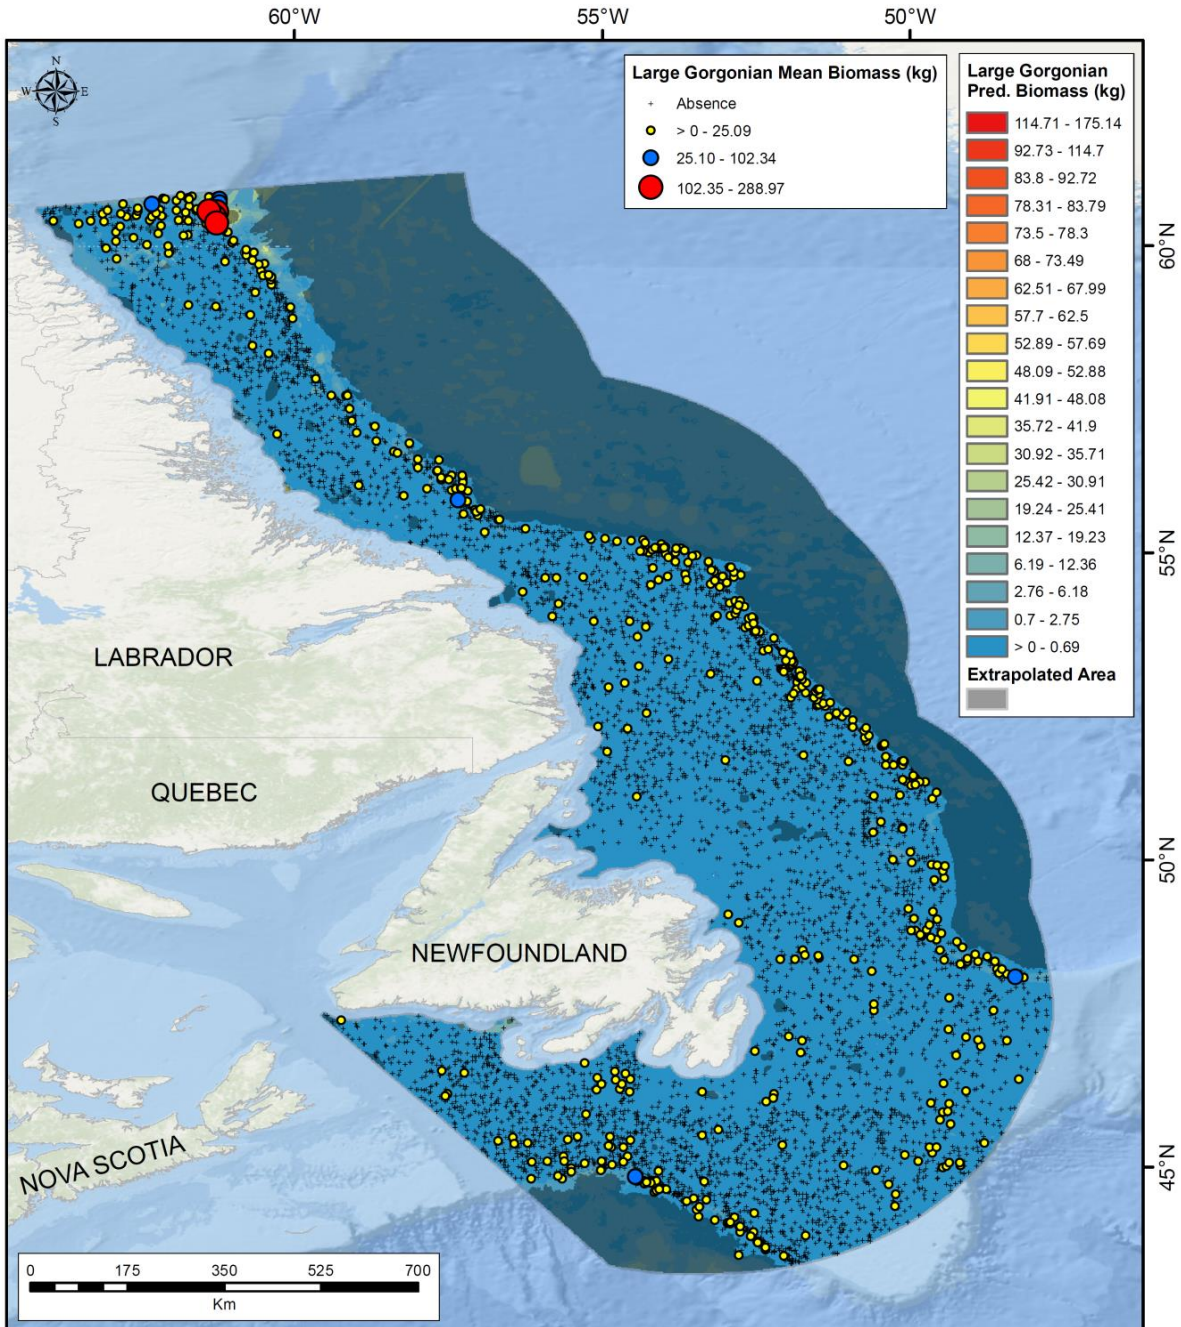 60°W 55°W 50°W
N
W E
S
Large Gorgonian Mean Biomass (kg)
Absence
> 0 - 25.09
25.10 - 102.34
102.35 - 288.97
Large Gorgonian
Pred. Biomass (kg)
114.71 - 175.14
92.73 - 114.7
83.8 - 92.72
78.31 - 83.79
73.5 - 78.3
68 - 73.49
62.51 - 67.99
57.7 - 62.5
52.89 - 57.69
48.09 - 52.88
41.91 - 48.08
35.72 - 41.9
30.92 - 35.71
25.42 - 30.91
19.24 - 25.41
12.37 - 19.23
6.19 - 12.36
2.76 - 6.18
0.7 - 2.75
> 0 - 0.69
Extrapolated Area
60°N
55°N
50°N
45°N
LABRADOR
QUEBEC
NEWFOUNDLAND
NOVA SCOTIA
0 175 350 525 700
Km